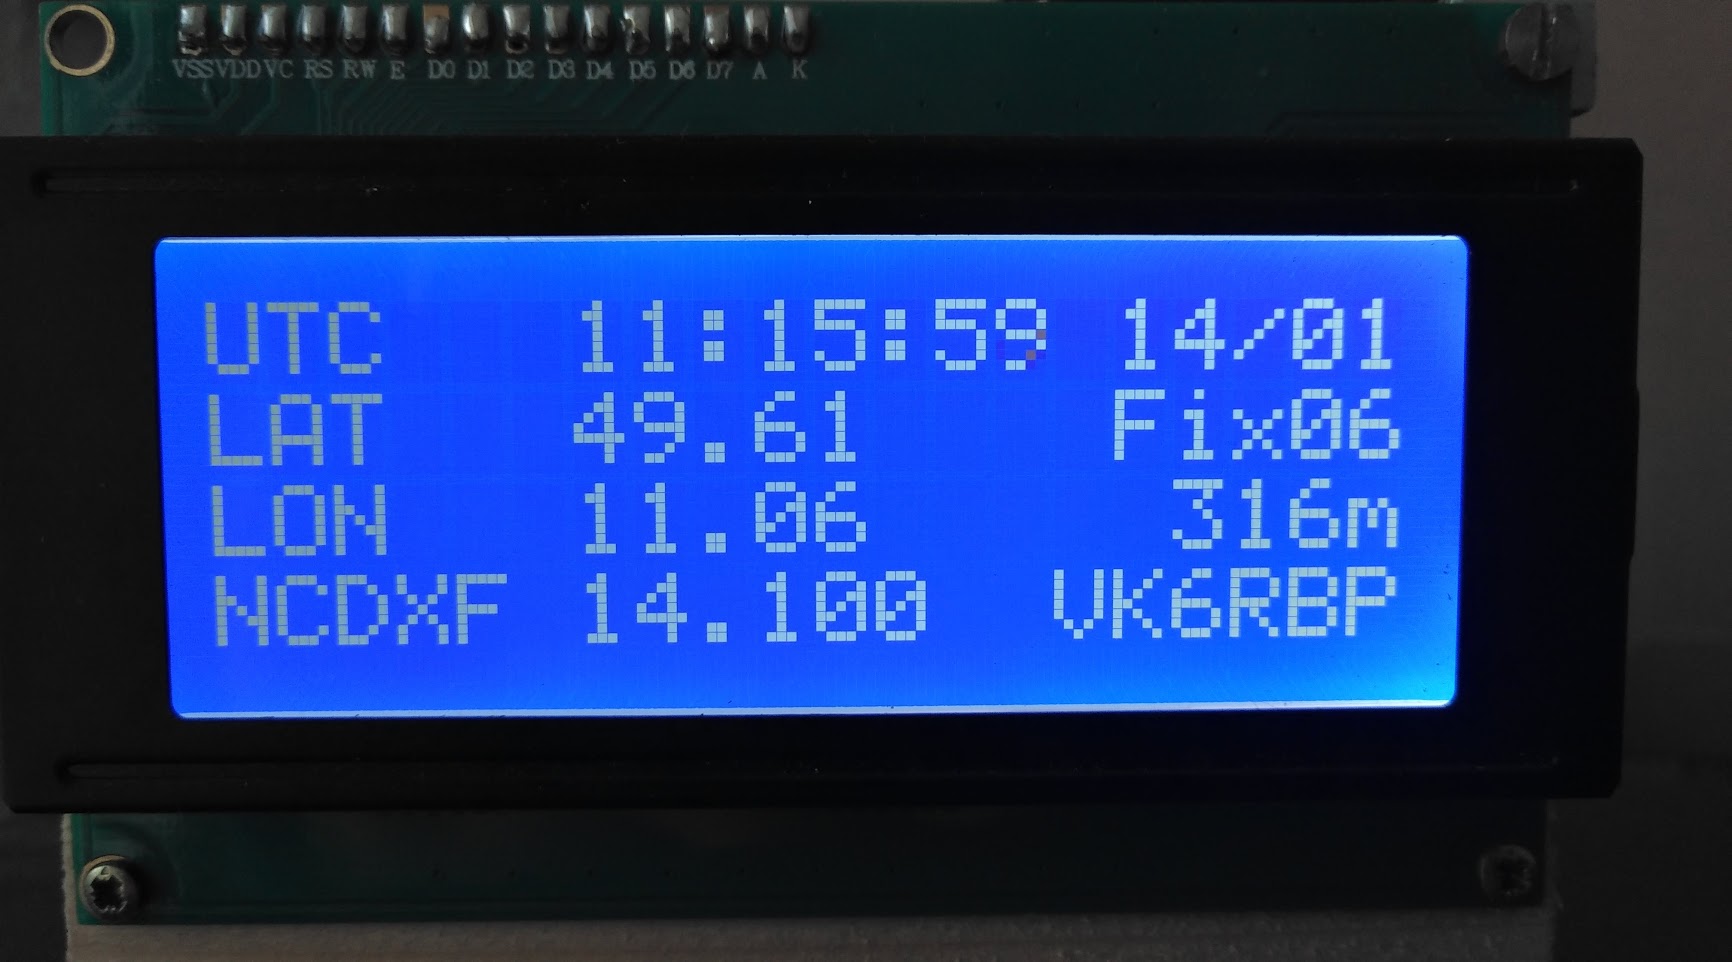 VSS VDD VC RS RW E D0 D1 D2 D3 D4 D5 D6 D7 A K
UTC 11:15:59 14/01
LAT 49.61 Fix06
LON 11.06 316m
NCDXF 14.100 VK6RBP